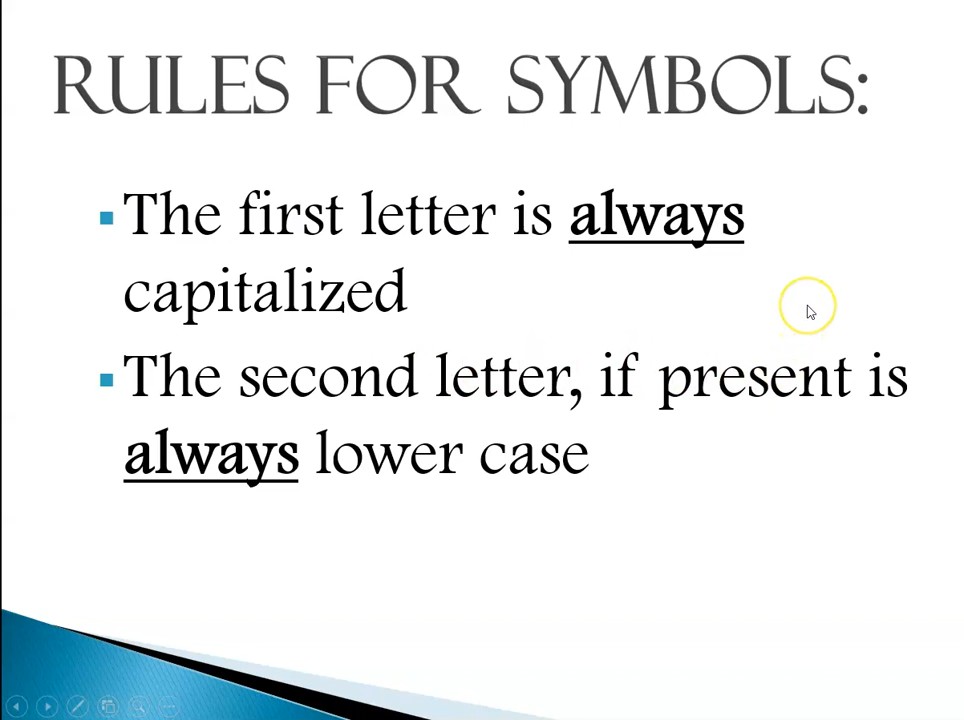 RULES FOR SYMBOLS:
The first letter is always
capitalized
The second letter, if present is
always lower case